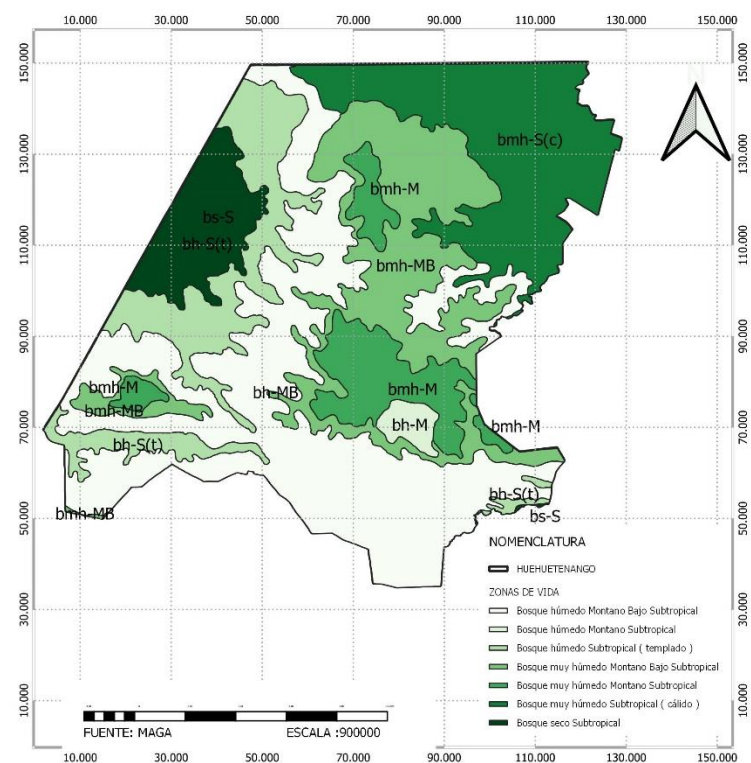 10.000 30.000 50.000 70.000 90.000 110.000 130.000 150.000
150.000 150.000
130.000 130.000
110.000 110.000
90.000 90.000
70.000 70.000
50.000 50.000
30.000 30.000
10.000 10.000
N
bmh-S(c)
bmh-M
bs-S
bh-S(t)
bmh-MB
bmh-M
bmh-MB
bh-MB
bmh-M
bh-M
bmh-M
bh-S(t)
bh-S(t)
bmh-MB
bs-S
NOMENCLATURA
HUEHUETENANGO
ZONAS DE VIDA
Bosque húmedo Montano Bajo Subtropical
Bosque húmedo Montano Subtropical
Bosque húmedo Subtropical ( templado )
Bosque muy húmedo Montano Bajo Subtropical
Bosque muy húmedo Montano Subtropical
Bosque muy húmedo Subtropical ( cálido )
Bosque seco Subtropical
FUENTE: MAGA ESCALA :900000
10.000 30.000 50.000 70.000 90.000 110.000 130.000 150.000